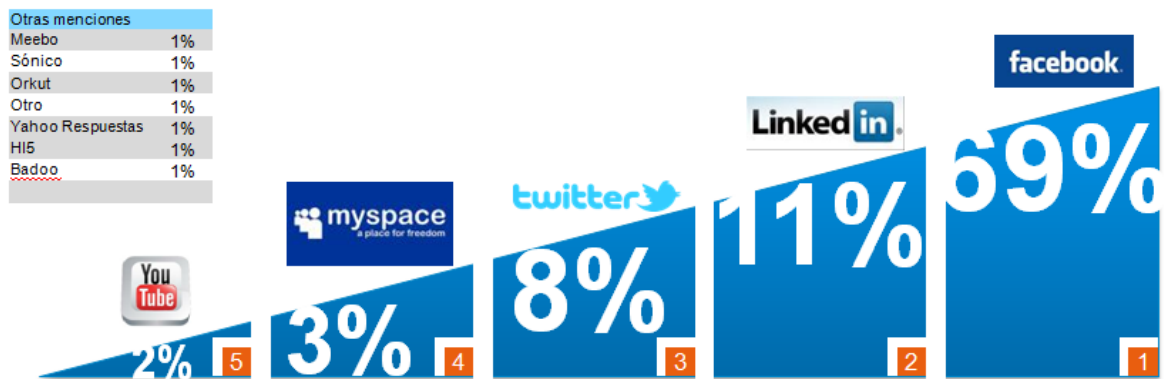 Otras menciones
Meebo 1%
Sónico 1%
Orkut 1%
Otro 1%
Yahoo Respuestas 1%
HI5 1%
Badoo 1%
You
Tube
2%
5
myspace
a place for freedom
3%
4
twitter
8%
3
Linked in.
11%
2
facebook.
69%
1